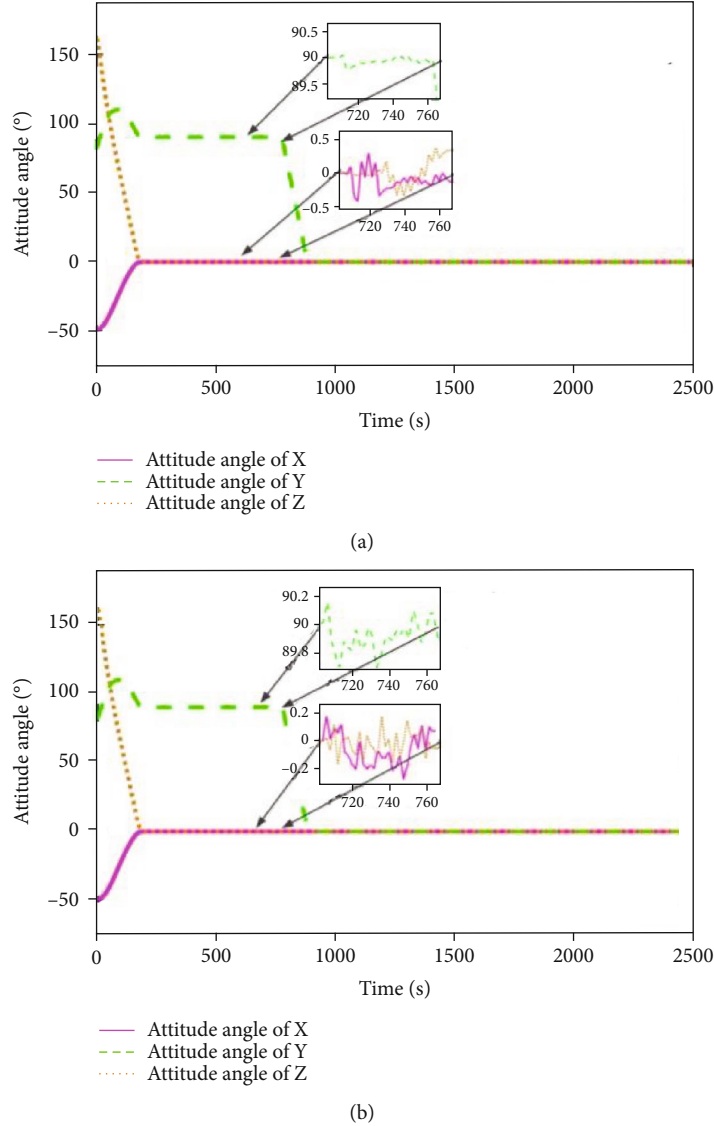 90.5
90
89.5
720 740 760
0.5
0
−0.5
720 740 760
150
100
50
0
−50
Attitude angle (°)
0 500 1000 1500 2000 2500
Time (s)
Attitude angle of X
Attitude angle of Y
Attitude angle of Z
(a)
90.2
90
89.8
720 740 760
0.2
0
−0.2
720 740 760
150
100
50
0
−50
Attitude angle (°)
0 500 1000 1500 2000 2500
Time (s)
Attitude angle of X
Attitude angle of Y
Attitude angle of Z
(b)